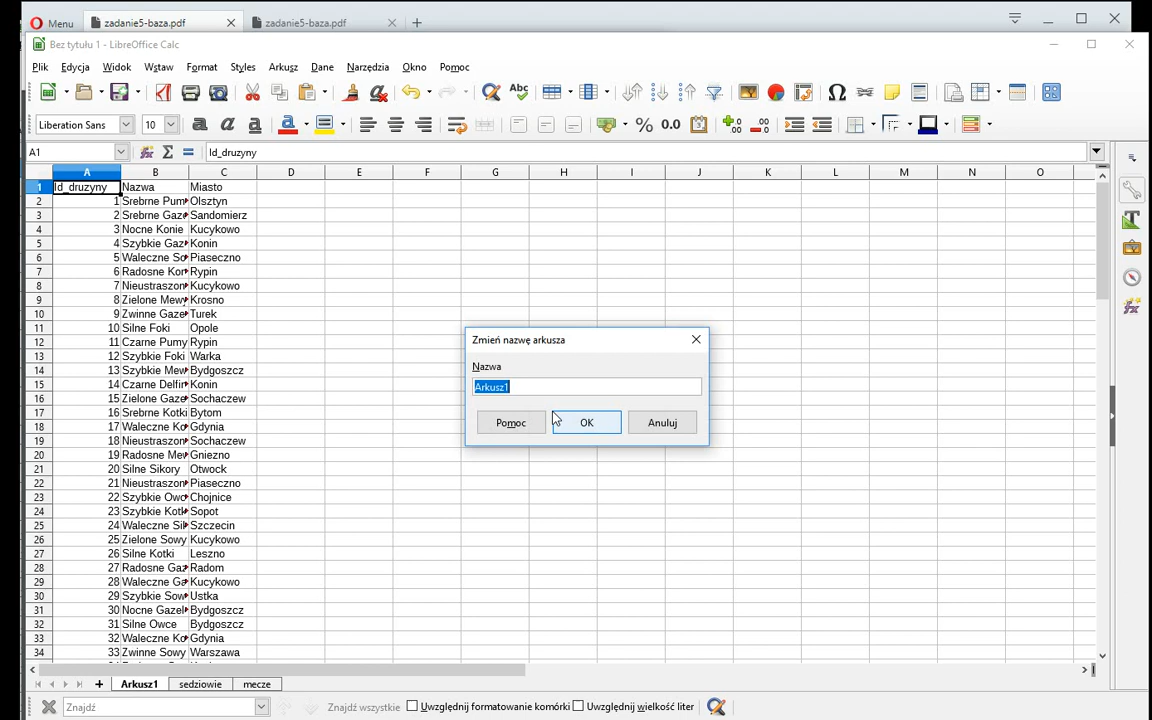 Menu zadanie5-baza.pdf zadanie5-baza.pdf
Bez tytułu 1 - LibreOffice Calc
Plik Edycja Widok Wstaw Format Styles Arkusz Dane Narzędzia Okno Pomoc
Liberation Sans 10 a a a % 0.0
A1 Id_druzyny
A B C D E F G H I J K L M N O
1 Id_druzyny Nazwa Miasto
2 1 Srebrne Pum Olsztyn
3 2 Srebrne Gaz Sandomierz
4 3 Nocne Konie Kucykowo
5 4 Szybkie Gaz Konin
6 5 Waleczne So Piaseczno
7 6 Radosne Kon Rypin
8 7 Nieustraszon Kucykowo
9 8 Zielone Mewy Krosno
10 9 Zwinne Gaze Turek
11 10 Silne Foki Opole
12 11 Czarne Pumy Rypin
13 12 Szybkie Foki Warka
14 13 Szybkie Mew Bydgoszcz
15 14 Czarne Delfin Konin
16 15 Zielone Gaz Sochaczew
17 16 Srebrne Kotki Bytom
18 17 Waleczne Ko Gdynia
19 18 Nieustraszon Sochaczew
20 19 Radosne Mew Gniezno
21 20 Silne Sikory Otwock
22 21 Nieustraszon Piaseczno
23 22 Szybkie Owc Chojnice
24 23 Szybkie Kotk Sopot
25 24 Waleczne Sik Szczecin
26 25 Zielone Sowy Kucykowo
27 26 Silne Kotki Leszno
28 27 Radosne Gaz Radom
29 28 Waleczne Ga Kucykowo
30 29 Szybkie Sow Ustka
31 30 Nocne Gazel Bydgoszcz
32 31 Silne Owce Bydgoszcz
33 32 Waleczne Ko Gdynia
34 33 Zwinne Sowy Warszawa
Zmień nazwę arkusza
Nazwa
Arkusz1
Pomoc OK Anuluj
Arkusz1 sedziowie mecze
Znajdź Znajdź wszystkie Uwzględnij formatowanie komórki Uwzględnij wielkość liter